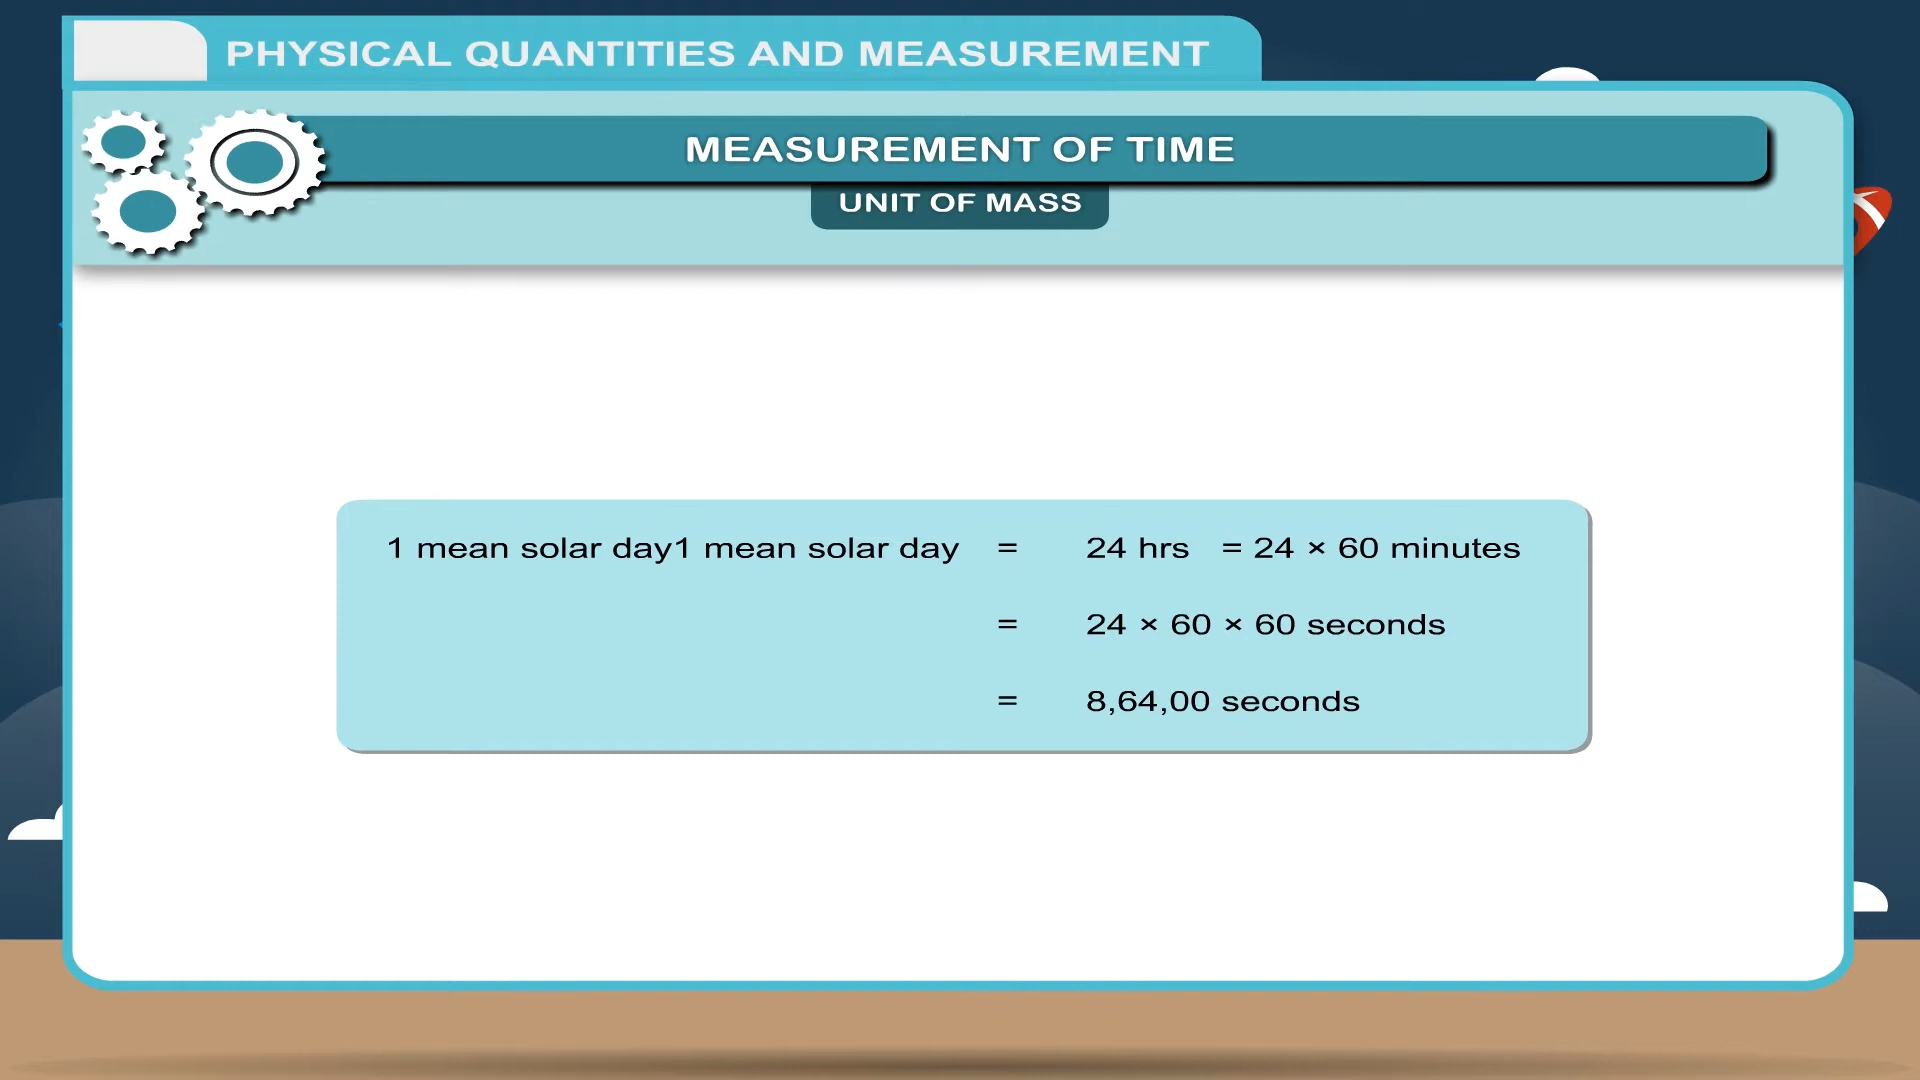 PHYSICAL QUANTITIES AND MEASUREMENT
MEASUREMENT OF TIME
UNIT OF MASS
1 mean solar day1 mean solar day = 24 hrs = 24 × 60 minutes
= 24 × 60 × 60 seconds
= 8,64,00 seconds